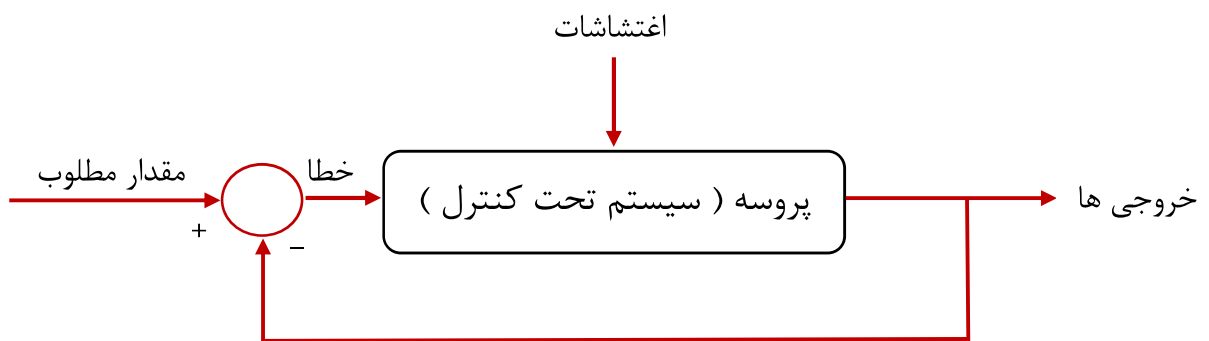 اغتشاشات
مقدار مطلوب
خطا
پروسه ( سیستم تحت کنترل )
خروجی ها
+
−